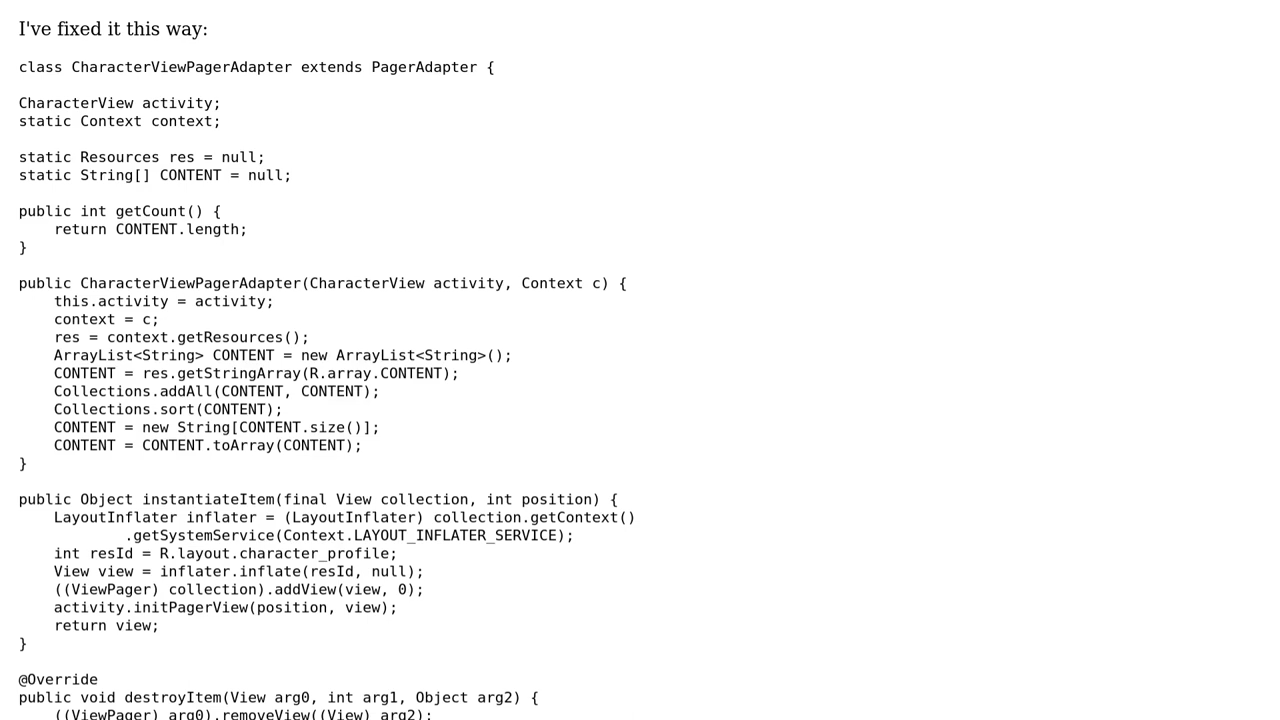 I've fixed it this way:
class CharacterViewPagerAdapter extends PagerAdapter {
CharacterView activity;
static Context context;
static Resources res = null;
static String[] CONTENT = null;
public int getCount() {
    return CONTENT.length;
}
public CharacterViewPagerAdapter(CharacterView activity, Context c) {
    this.activity = activity;
    context = c;
    res = context.getResources();
    ArrayList<String> CONTENT = new ArrayList<String>();
    CONTENT = res.getStringArray(R.array.CONTENT);
    Collections.addAll(CONTENT, CONTENT);
    Collections.sort(CONTENT);
    CONTENT = new String[CONTENT.size()];
    CONTENT = CONTENT.toArray(CONTENT);
}
public Object instantiateItem(final View collection, int position) {
    LayoutInflater inflater = (LayoutInflater) collection.getContext()
            .getSystemService(Context.LAYOUT_INFLATER_SERVICE);
    int resId = R.layout.character_profile;
    View view = inflater.inflate(resId, null);
    ((ViewPager) collection).addView(view, 0);
    activity.initPagerView(position, view);
    return view;
}
@Override
public void destroyItem(View arg0, int arg1, Object arg2) {
    ((ViewPager) arg0).removeView((View) arg2);